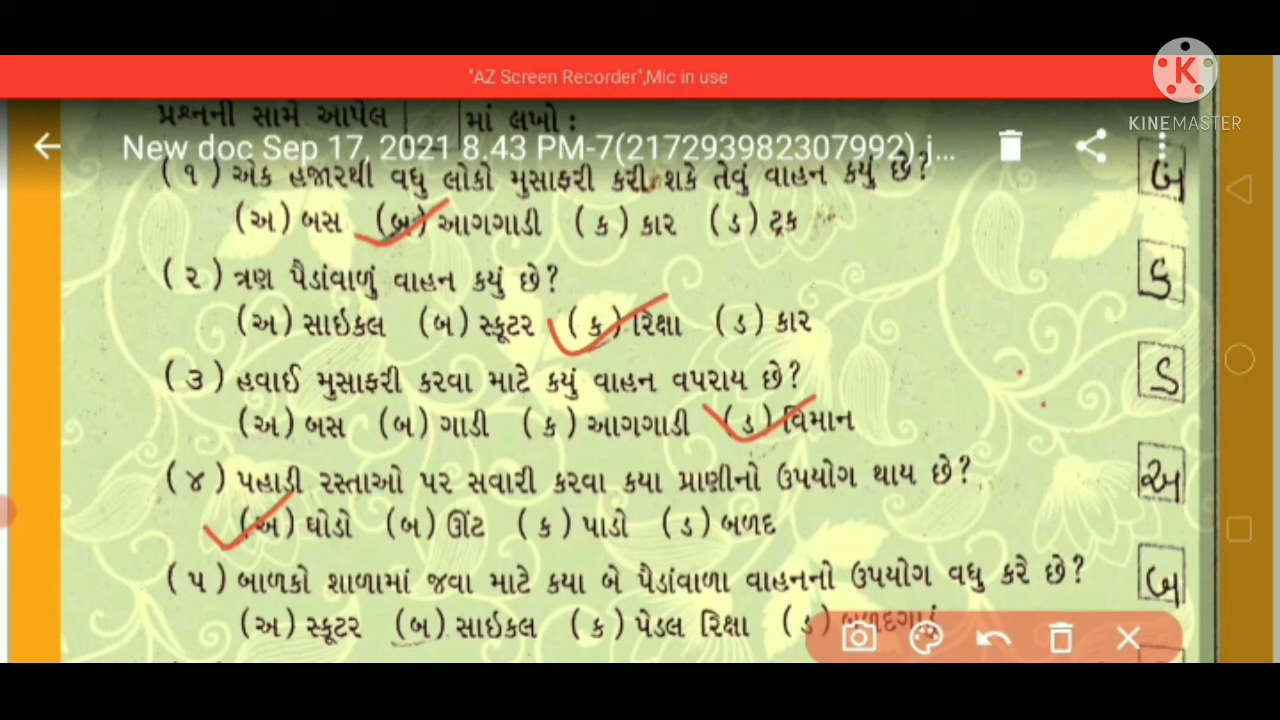 "AZ Screen Recorder",Mic in use
KINEMASTER
પ્રશ્નની સામે આપેલ માં લખો :
New doc Sep 17, 2021 8.43 PM-7(217293982307992).j...
(૧) એક હજારથી વધુ લોકો મુસાફરી કરી શકે તેવું વાહન કયું છે? બ
(અ) બસ (બ) આગગાડી (ક) કાર (ડ) ટ્રક
(૨) ત્રણ પૈડાંવાળું વાહન કયું છે? ક
(અ) સાઇકલ (બ) સ્કૂટર (ક) રિક્ષા (ડ) કાર
(૩) હવાઈ મુસાફરી કરવા માટે કયું વાહન વપરાય છે? ડ
(અ) બસ (બ) ગાડી (ક) આગગાડી (ડ) વિમાન
(૪) પહાડી રસ્તાઓ પર સવારી કરવા કયા પ્રાણીનો ઉપયોગ થાય છે? અ
(અ) ઘોડો (બ) ઊંટ (ક) પાડો (ડ) બળદ
(૫) બાળકો શાળામાં જવા માટે કયા બે પૈડાંવાળા વાહનનો ઉપયોગ વધુ કરે છે? બ
(અ) સ્કૂટર (બ) સાઇકલ (ક) પેડલ રિક્ષા (ડ) બળદગાડું